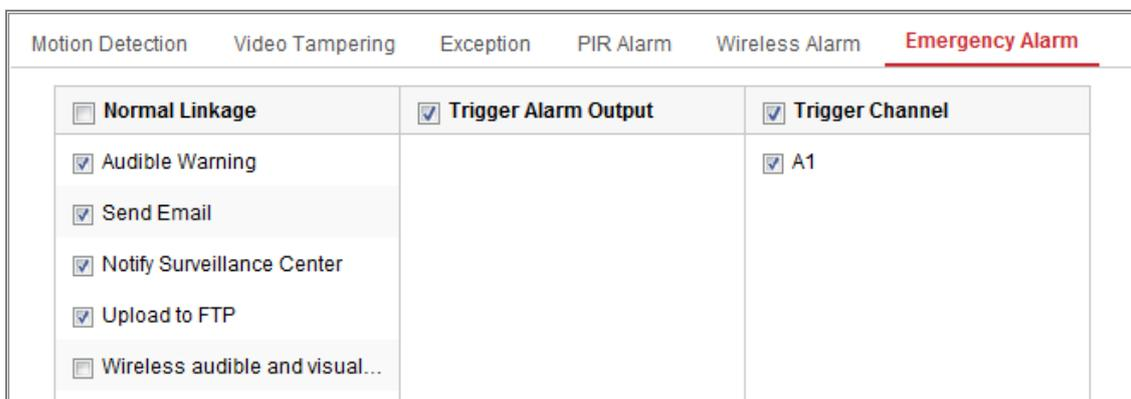 Motion Detection Video Tampering Exception PIR Alarm Wireless Alarm Emergency Alarm
Normal Linkage Trigger Alarm Output Trigger Channel
Audible Warning A1
Send Email
Notify Surveillance Center
Upload to FTP
Wireless audible and visual...